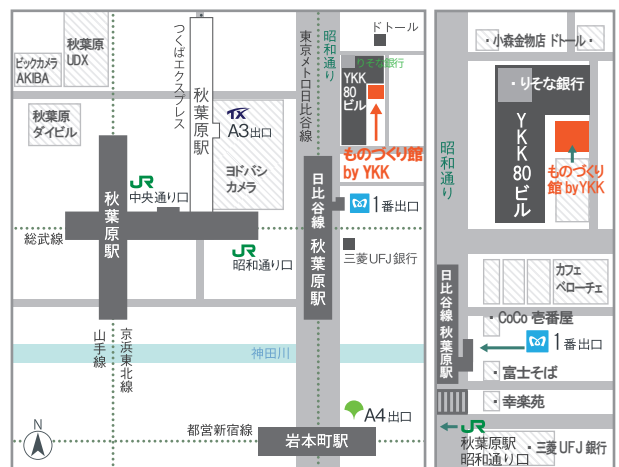 ビックカメラ
AKIBA
秋葉原
UDX
つくばエクスプレス
秋葉原駅
東京メトロ日比谷線
昭和通り
ドトール
りそな銀行
YKK
80
ビル
ものづくり館
by YKK
秋葉原
ダイビル
TX
A3出口
ヨドバシ
カメラ
JR
中央通り口
秋葉原駅
総武線
JR
昭和通り口
日比谷線 秋葉原駅
1番出口
三菱UFJ銀行
山手線
京浜東北線
神田川
N
都営新宿線
A4出口
岩本町駅
・小森金物店
ドトール・
・りそな銀行
YKK80ビル
ものづくり
館 by YKK
昭和通り
カフェ
ベローチェ
日比谷線 秋葉原駅
・CoCo 壱番屋
1番出口
・富士そば
・幸楽苑
JR
秋葉原駅
昭和通り口
・三菱 UFJ 銀行